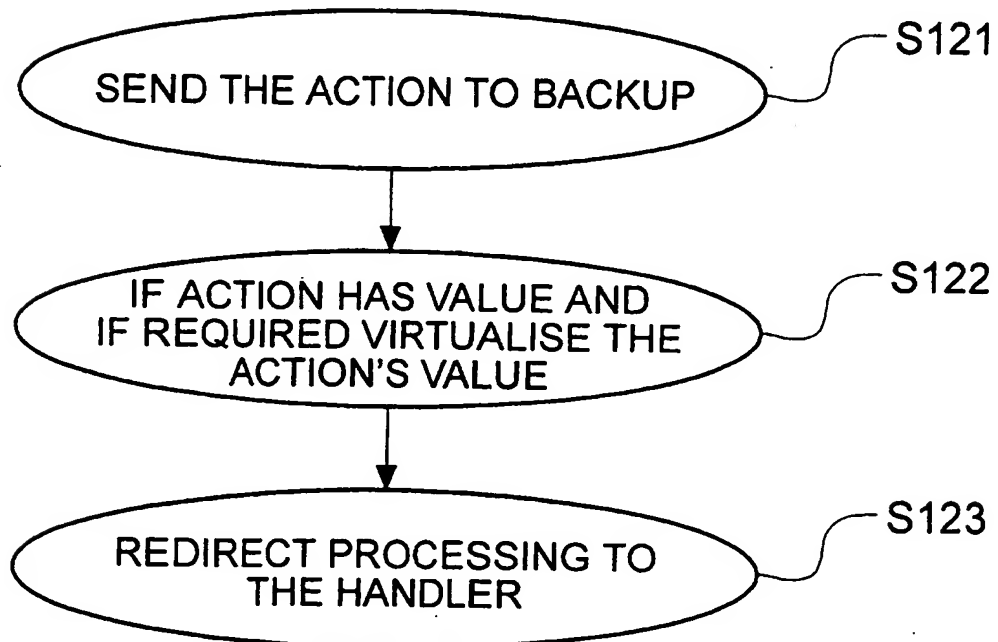 S121
SEND THE ACTION TO BACKUP
S122
IF ACTION HAS VALUE AND
IF REQUIRED VIRTUALISE THE
ACTION'S VALUE
S123
REDIRECT PROCESSING TO
THE HANDLER